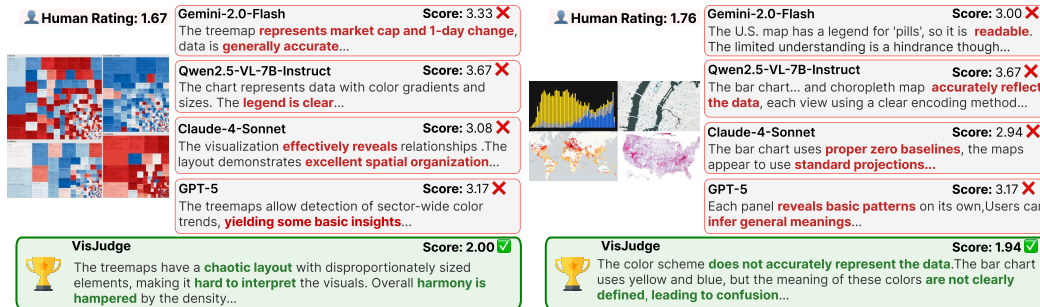 Human Rating: 1.67
Gemini-2.0-Flash Score: 3.33
The treemap represents market cap and 1-day change,
data is generally accurate...
Qwen2.5-VL-7B-Instruct Score: 3.67
The chart represents data with color gradients and
sizes. The legend is clear...
Claude-4-Sonnet Score: 3.08
The visualization effectively reveals relationships .The
layout demonstrates excellent spatial organization...
GPT-5 Score: 3.17
The treemaps allow detection of sector-wide color
trends, yielding some basic insights...
VisJudge Score: 2.00
The treemaps have a chaotic layout with disproportionately sized
elements, making it hard to interpret the visuals. Overall harmony is
hampered by the density...
Human Rating: 1.76
Gemini-2.0-Flash Score: 3.00
The U.S. map has a legend for 'pills', so it is readable.
The limited understanding is a hindrance though...
Qwen2.5-VL-7B-Instruct Score: 3.67
The bar chart... and choropleth map accurately reflect
the data, each view using a clear encoding method...
Claude-4-Sonnet Score: 2.94
The bar chart uses proper zero baselines, the maps
appear to use standard projections...
GPT-5 Score: 3.17
Each panel reveals basic patterns on its own,Users can
infer general meanings...
VisJudge Score: 1.94
The color scheme does not accurately represent the data.The bar chart
uses yellow and blue, but the meaning of these colors are not clearly
defined, leading to confusion...